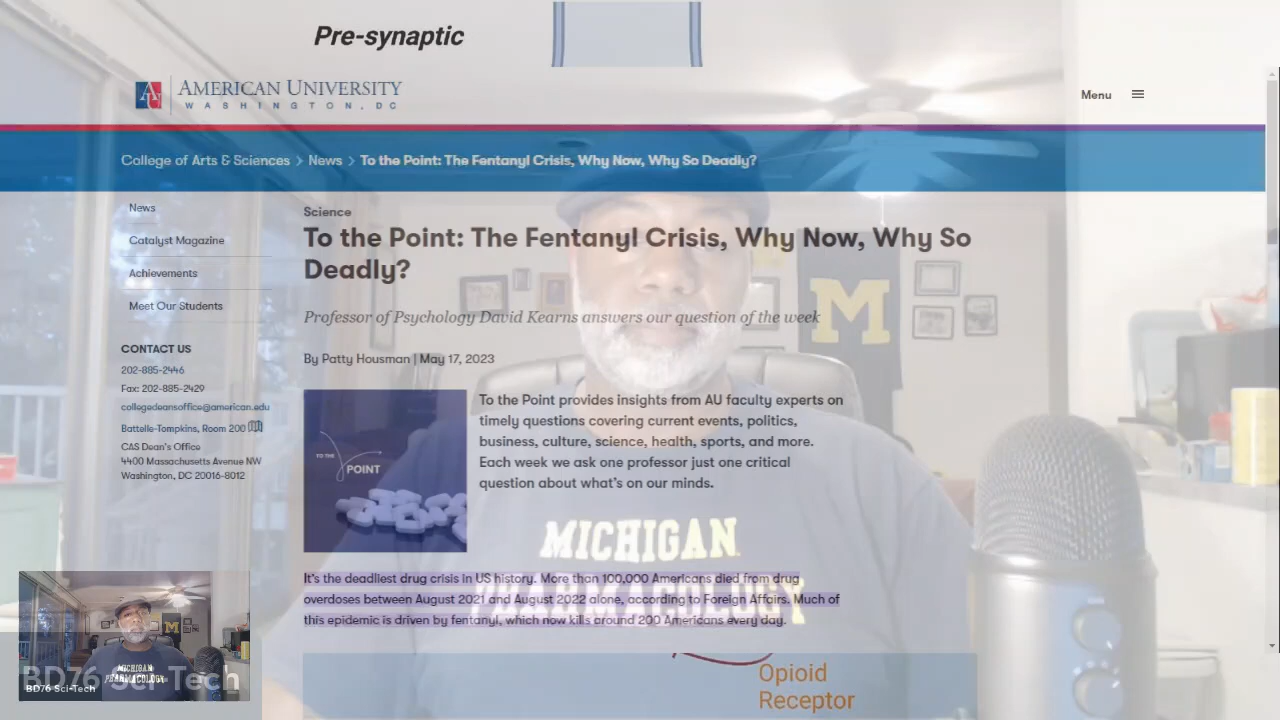 Pre-synaptic
AMERICAN UNIVERSITY
WASHINGTON, DC
Menu
College of Arts & Sciences > News > To the Point: The Fentanyl Crisis, Why Now, Why So Deadly?
News
Catalyst Magazine
Achievements
Meet Our Students
CONTACT US
202-885-2446
Fax: 202-885-2429
collegedeansoffice@american.edu
Battelle-Tompkins, Room 200
CAS Dean's Office
4400 Massachusetts Avenue NW
Washington, DC 20016-8012
Science
To the Point: The Fentanyl Crisis, Why Now, Why So
Deadly?
Professor of Psychology David Kearns answers our question of the week
By Patty Housman | May 17, 2023
TO THE
POINT
To the Point provides insights from AU faculty experts on
timely questions covering current events, politics,
business, culture, science, health, sports, and more.
Each week we ask one professor just one critical
question about what's on our minds.
It's the deadliest drug crisis in US history. More than 100,000 Americans died from drug
overdoses between August 2021 and August 2022 alone, according to Foreign Affairs. Much of
this epidemic is driven by fentanyl, which now kills around 200 Americans every day.
M
MICHIGAN
PHARMACOLOGY
Opioid
Receptor
M
MICHIGAN
PHARMACOLOGY
BD76 Sci-Tech
BD76 Sci-Tech